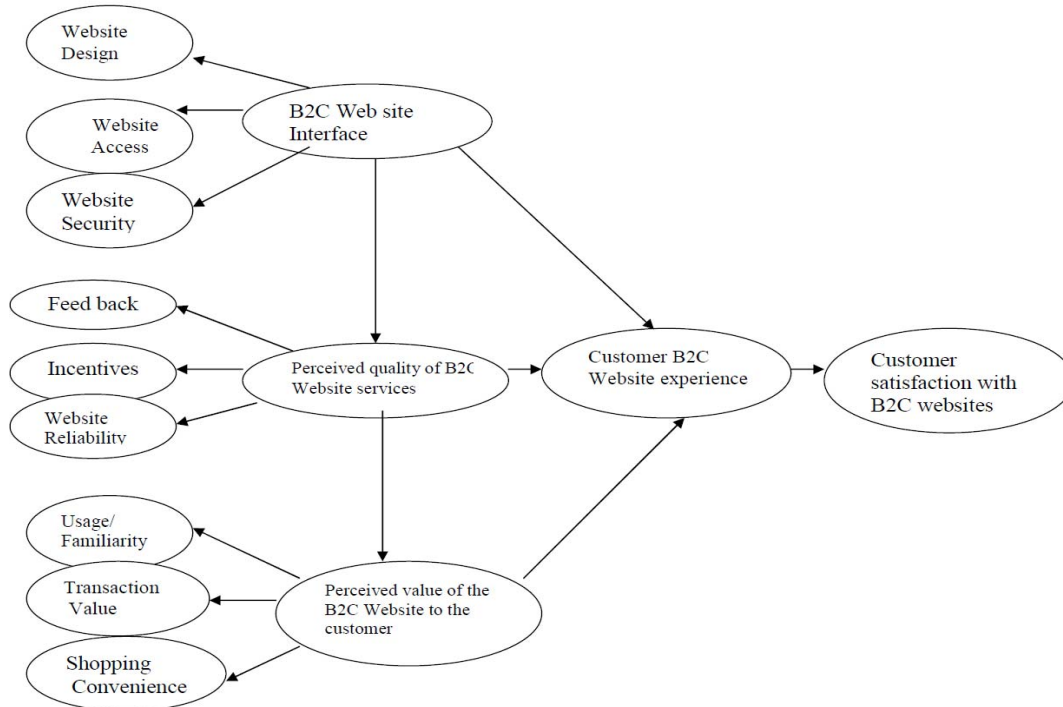 Website
Design
B2C Web site
Interface
Website
Access
Website
Security
Feed back
Incentives
Website
Reliability
Perceived quality of B2C
Website services
Customer B2C
Website experience
Customer
satisfaction with
B2C websites
Usage/
Familiarity
Transaction
Value
Shopping
Convenience
Perceived value of the
B2C Website to the
customer